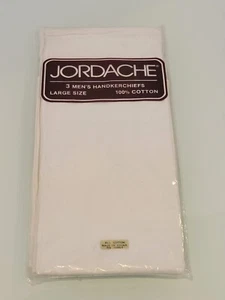 JORDACHE®
3 MEN'S HANDKERCHIEFS
LARGE SIZE 100% COTTON